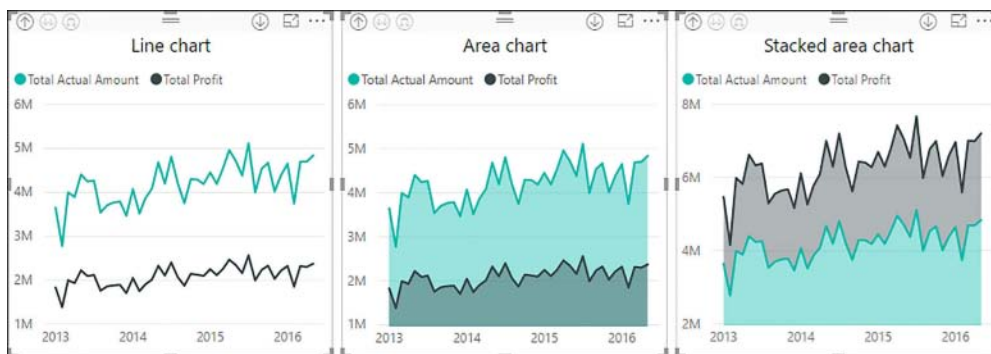 Line chart
Total Actual Amount Total Profit
6M
5M
4M
3M
2M
1M
2013 2014 2015 2016
Area chart
Total Actual Amount Total Profit
6M
5M
4M
3M
2M
1M
2013 2014 2015 2016
Stacked area chart
Total Actual Amount Total Profit
8M
6M
4M
2M
2013 2014 2015 2016